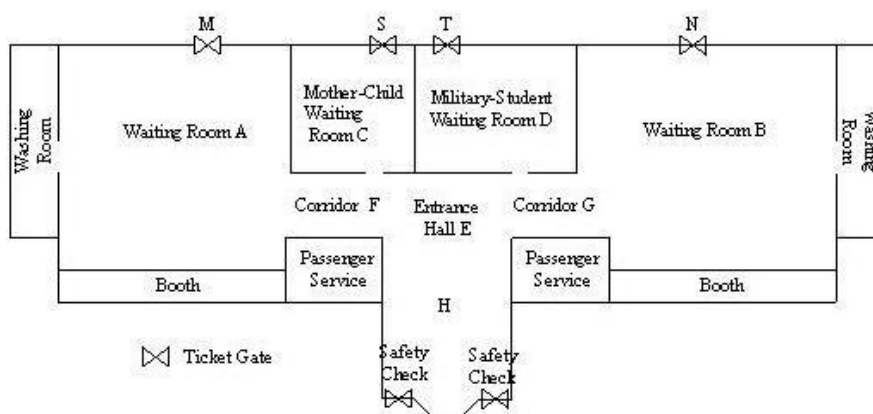 M
S
T
N
Washing
Room
Waiting Room A
Mother-Child
Waiting
Room C
Military-Student
Waiting Room D
Waiting Room B
Room
Washing
Corridor F
Entrance
Hall E
Corridor G
Booth
Passenger
Service
H
Passenger
Service
Booth
Ticket Gate
Safety
Check
Safety
Check